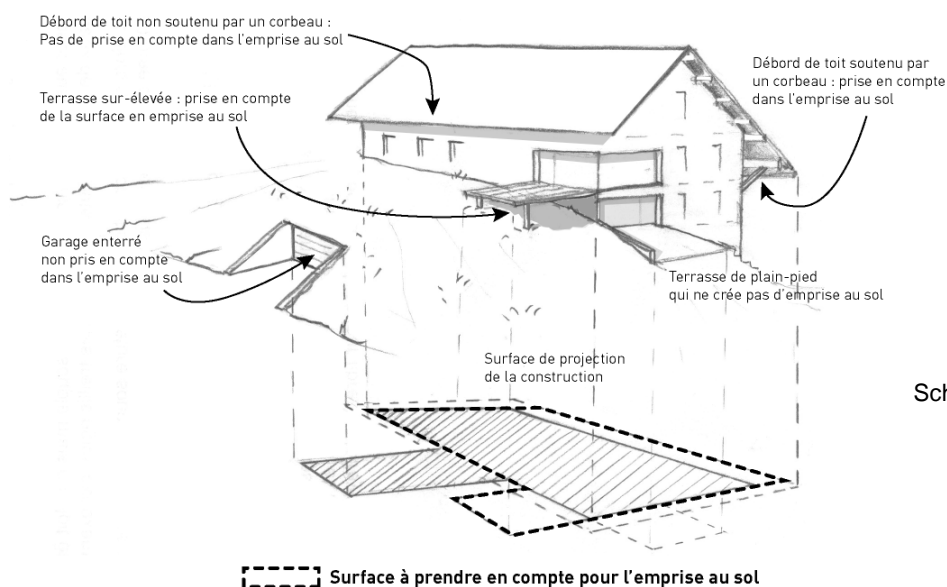 Débord de toit non soutenu par un corbeau :
Pas de prise en compte dans l'emprise au sol
Débord de toit soutenu par
un corbeau : prise en compte
dans l'emprise au sol
Terrasse sur-élevée : prise en compte
de la surface en emprise au sol
Garage enterré
non pris en compte
dans l'emprise au sol
Terrasse de plain-pied
qui ne crée pas d'emprise au sol
Surface de projection
de la construction
Sch
Surface à prendre en compte pour l'emprise au sol